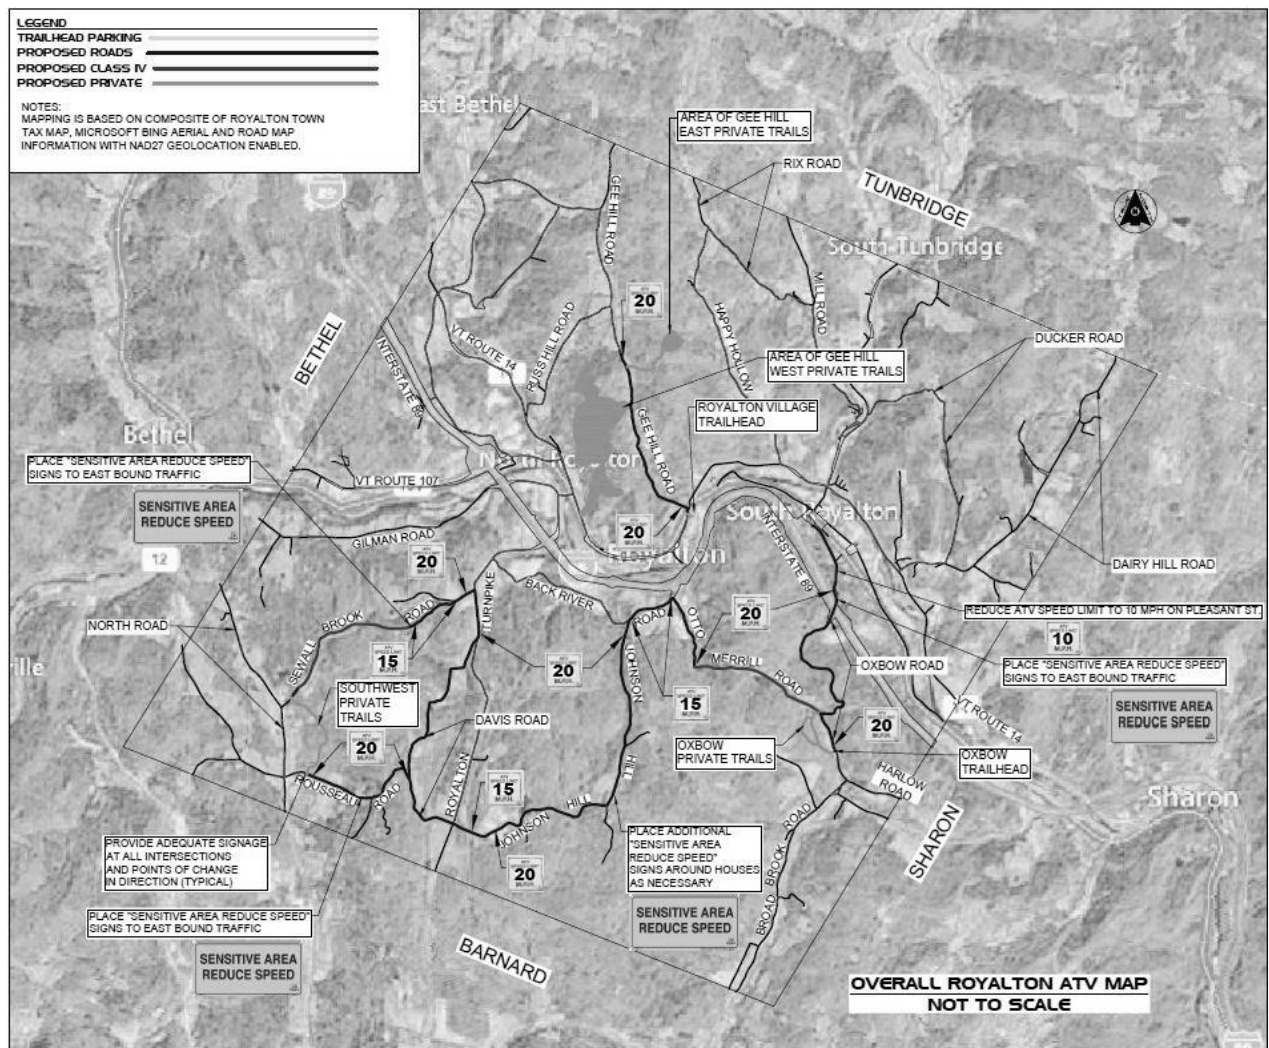 LEGEND
TRAILHEAD PARKING
PROPOSED ROADS
PROPOSED CLASS IV
PROPOSED PRIVATE
NOTES:
MAPPING IS BASED ON COMPOSITE OF ROYALTON TOWN
TAX MAP, MICROSOFT BING AERIAL AND ROAD MAP
INFORMATION WITH NAD27 GEOLOCATION ENABLED.
ast Bethel
89
AREA OF GEE HILL
EAST PRIVATE TRAILS
RIX ROAD
TUNBRIDGE
South Tunbridge
GEE HILL ROAD
MILL ROAD
HAPPY HOLLOW
20
BETHEL
INTERSTATE 89
VT ROUTE 14
RUSS HILL ROAD
DUCKER ROAD
AREA OF GEE HILL
WEST PRIVATE TRAILS
GEE HILL ROAD
ROYALTON VILLAGE
TRAILHEAD
Bethel
North Royalton
PLACE "SENSITIVE AREA REDUCE SPEED"
SIGNS TO EAST BOUND TRAFFIC
VT ROUTE 107
SENSITIVE AREA
REDUCE SPEED
South Royalton
INTERSTATE 89
GILMAN ROAD
20
Royalton
12
20
DAIRY HILL ROAD
TURNPIKE
BACK RIVER
ROAD
OTTO
20
REDUCE ATV SPEED LIMIT TO 10 MPH ON PLEASANT ST.
10
NORTH ROAD
SEWALL BROOK ROAD
15
20
JOHNSON
MERRILL
ROAD
OXBOW ROAD
PLACE "SENSITIVE AREA REDUCE SPEED"
SIGNS TO EAST BOUND TRAFFIC
ville
SOUTHWEST
PRIVATE
TRAILS
15
SENSITIVE AREA
REDUCE SPEED
VT ROUTE 14
DAVIS ROAD
20
20
OXBOW
PRIVATE TRAILS
OXBOW
TRAILHEAD
ROUSSEAU
ROAD
ROYALTON
15
HILL
HILL
JOHNSON
HARLOW
ROAD
Sharon
SHARON
PROVIDE ADEQUATE SIGNAGE
AT ALL INTERSECTIONS
AND POINTS OF CHANGE
IN DIRECTION (TYPICAL)
20
PLACE ADDITIONAL
"SENSITIVE AREA
REDUCE SPEED"
SIGNS AROUND HOUSES
AS NECESSARY
BROAD BROOK ROAD
PLACE "SENSITIVE AREA REDUCE SPEED"
SIGNS TO EAST BOUND TRAFFIC
SENSITIVE AREA
REDUCE SPEED
SENSITIVE AREA
REDUCE SPEED
BARNARD
OVERALL ROYALTON ATV MAP
NOT TO SCALE